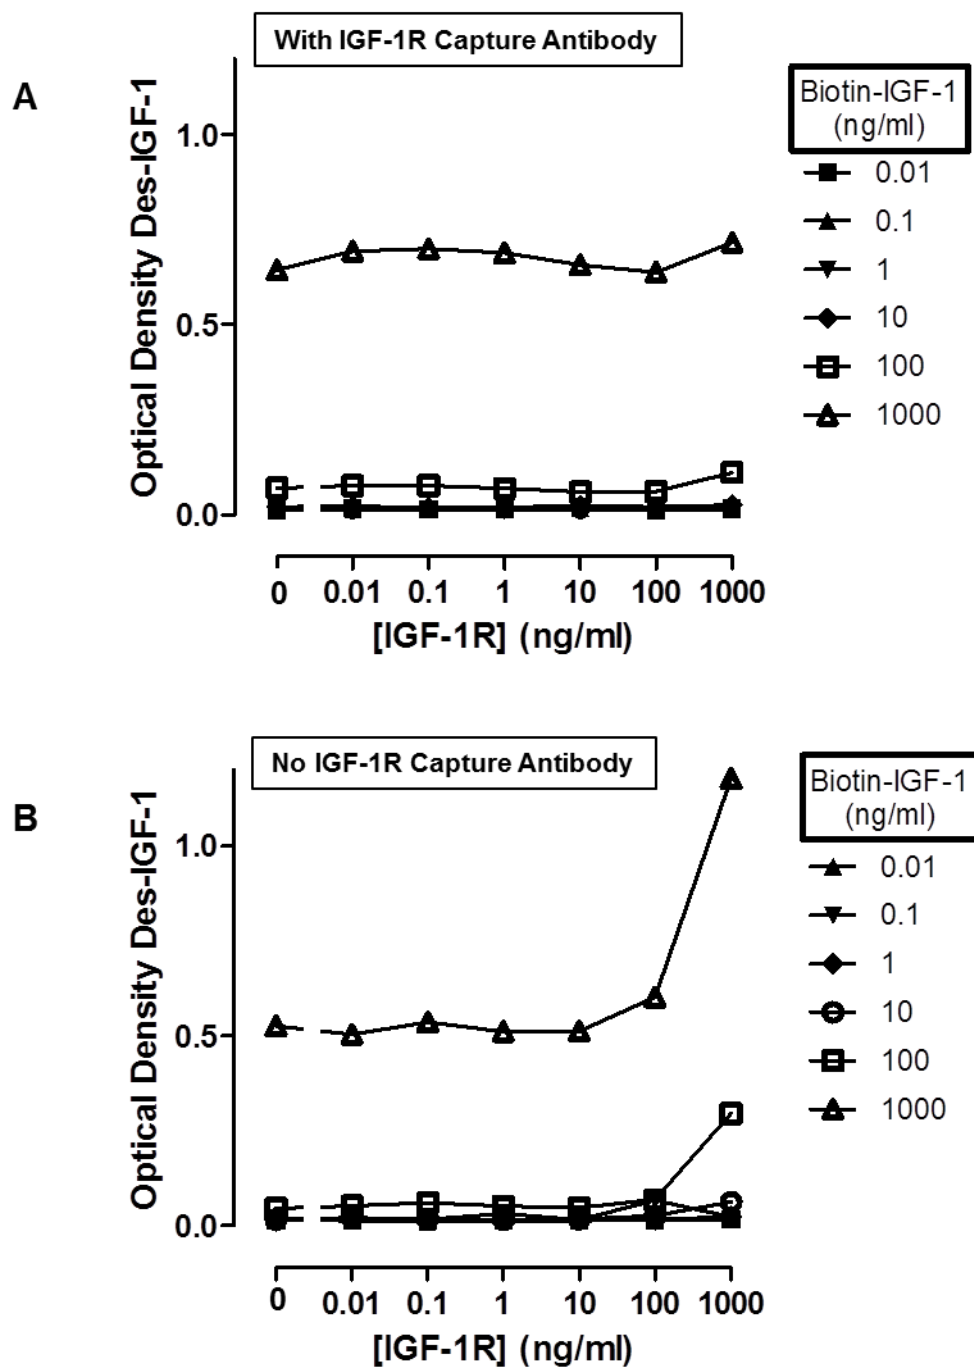 With IGF-1R Capture Antibody
A
Optical Density Des-IGF-1
1.0
0.5
0.0
0 0.01 0.1 1 10 100 1000
[IGF-1R] (ng/ml)
Biotin-IGF-1
(ng/ml)
0.01
0.1
1
10
100
1000
No IGF-1R Capture Antibody
B
Optical Density Des-IGF-1
1.0
0.5
0.0
0 0.01 0.1 1 10 100 1000
[IGF-1R] (ng/ml)
Biotin-IGF-1
(ng/ml)
0.01
0.1
1
10
100
1000